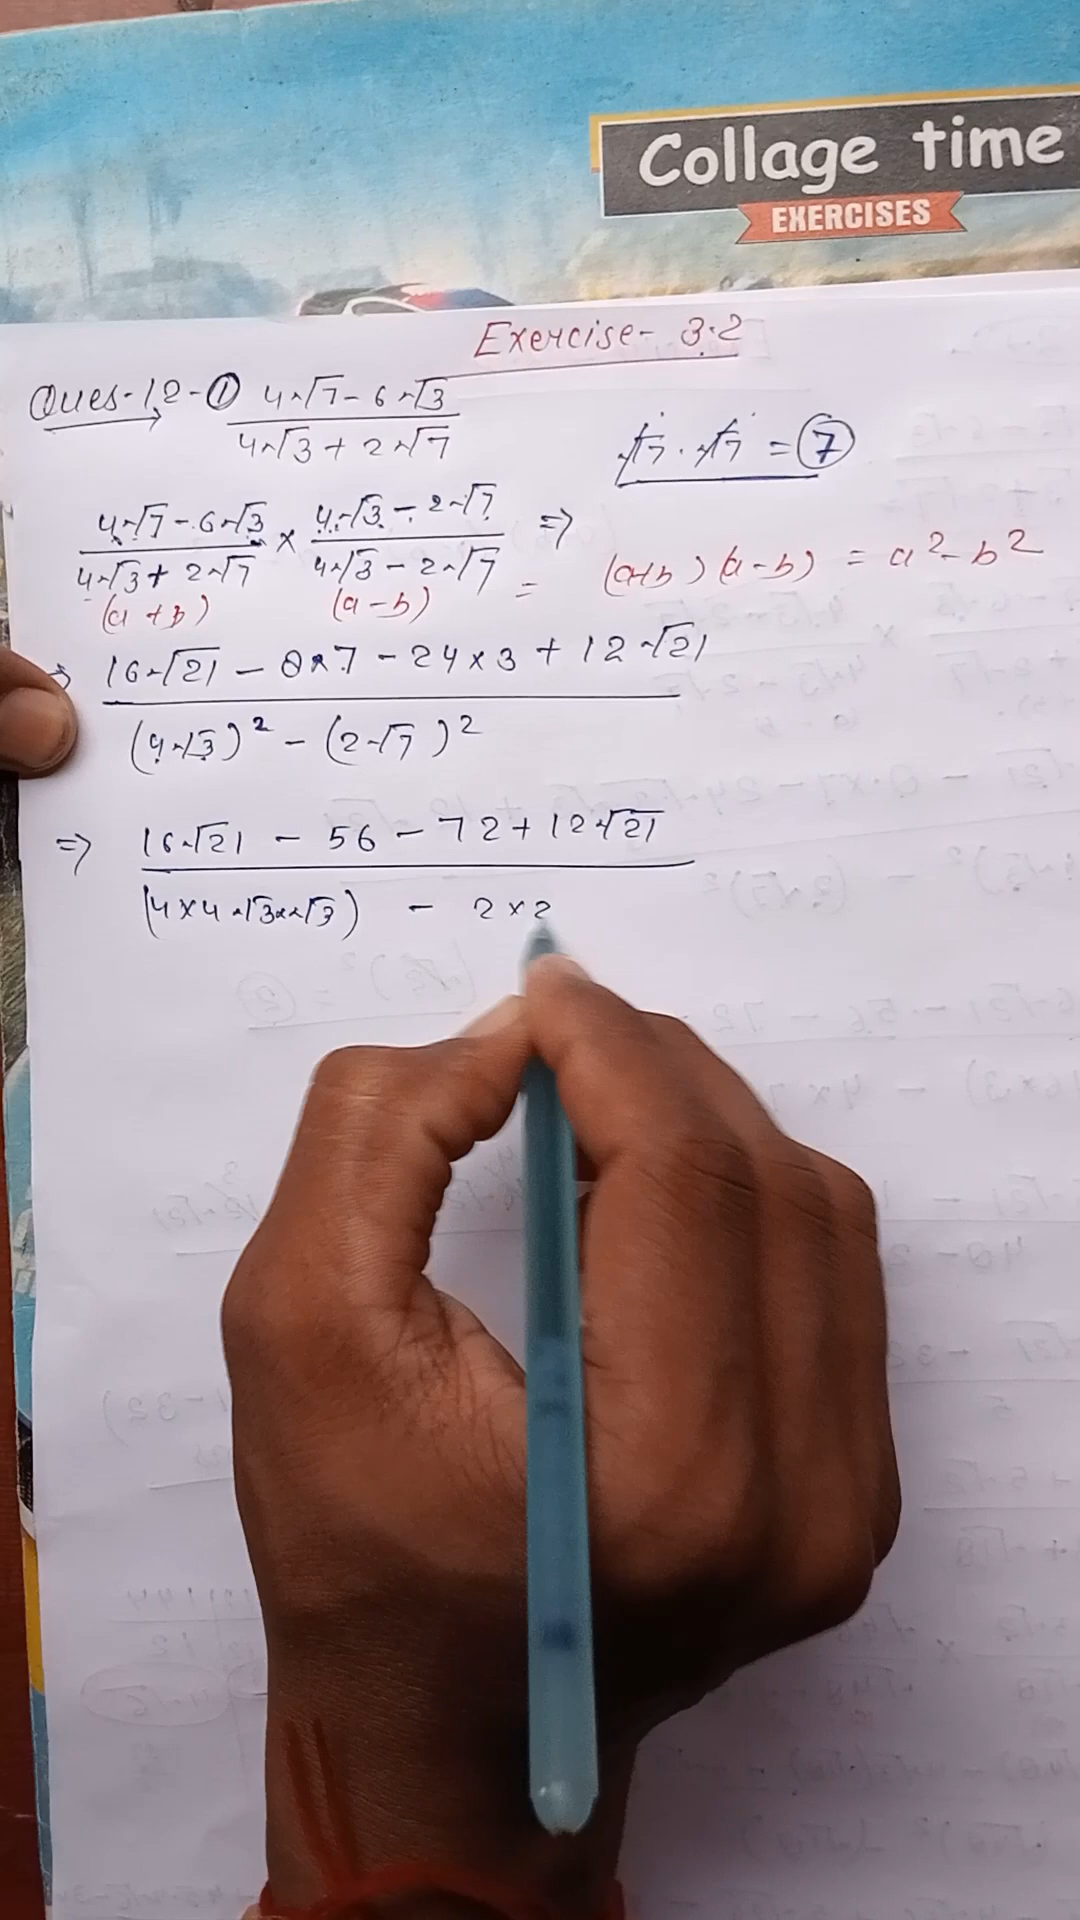 Collage time
EXERCISES
Exercise- 3.2
Ques-12-① (4√7 - 6√3)/(4√3 + 2√7)
√7 . √7 = 7
(4√7 - 6√3)/(4√3 + 2√7) × (4√3 - 2√7)/(4√3 - 2√7) ⇒
(a+b) (a-b) = (a+b) (a-b) = a² - b²
⇒ (16√21 - 8×7 - 24×3 + 12√21)/((4√3)² - (2√7)²)
⇒ (16√21 - 56 - 72 + 12√21)/((4×4 √3×√3) - 2×2